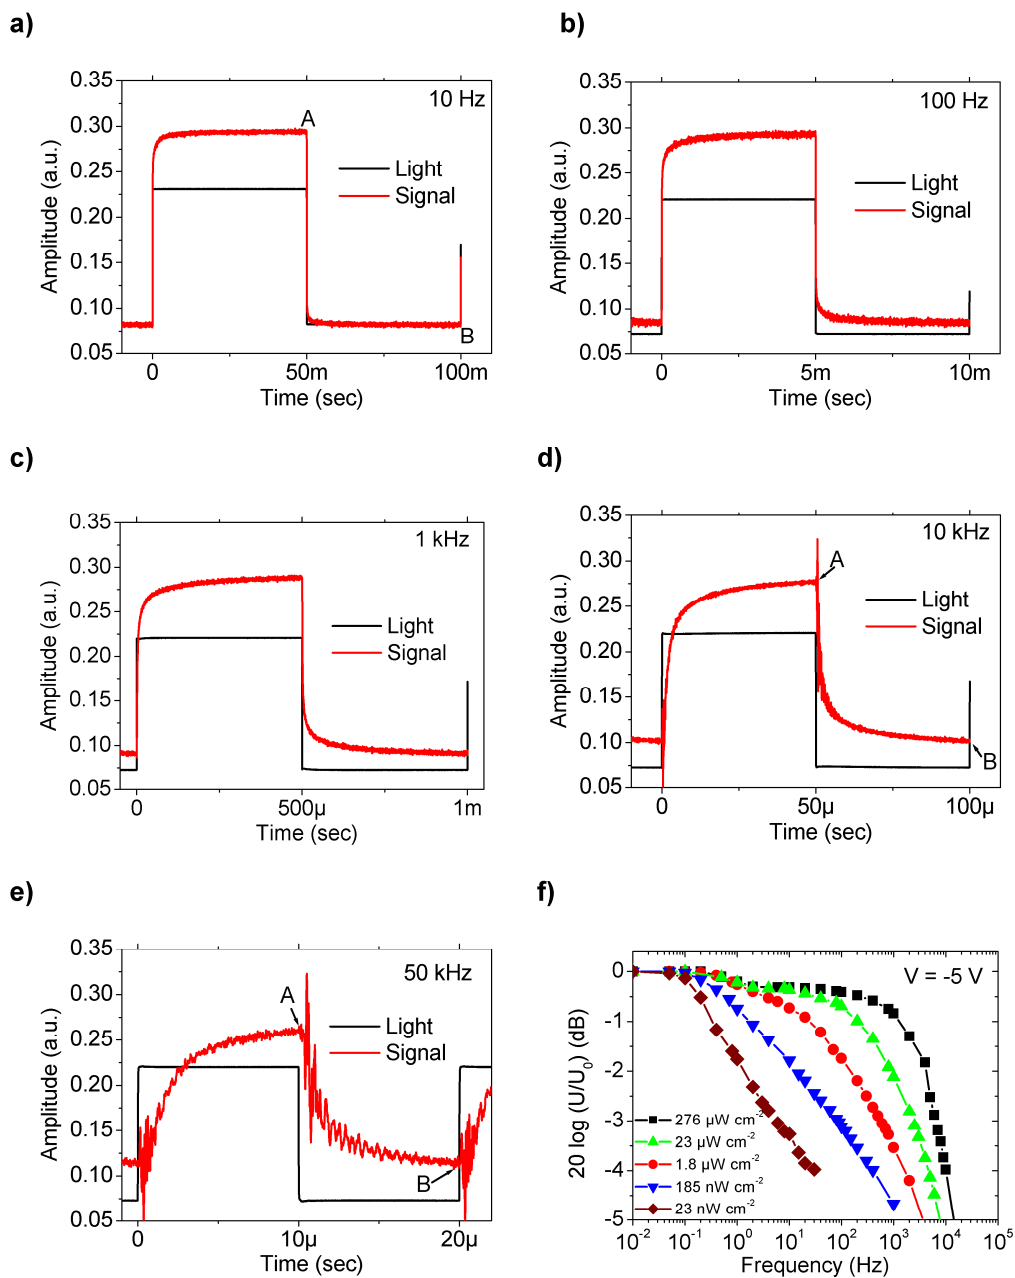 a)
0.35
0.30
0.25
0.20
0.15
0.10
0.05
Amplitude (a.u.)
10 Hz
A
Light
Signal
B
0 50m 100m
Time (sec)
b)
0.35
0.30
0.25
0.20
0.15
0.10
0.05
Amplitude (a.u.)
100 Hz
Light
Signal
0 5m 10m
Time (sec)
c)
0.35
0.30
0.25
0.20
0.15
0.10
0.05
Amplitude (a.u.)
1 kHz
Light
Signal
0 500µ 1m
Time (sec)
d)
0.35
0.30
0.25
0.20
0.15
0.10
0.05
Amplitude (a.u.)
10 kHz
A
Light
Signal
B
0 50µ 100µ
Time (sec)
e)
0.35
0.30
0.25
0.20
0.15
0.10
0.05
Amplitude (a.u.)
50 kHz
A
Light
Signal
B
0 10µ 20µ
Time (sec)
f)
0
-1
-2
-3
-4
-5
20 log (U/U₀) (dB)
V = -5 V
276 µW cm⁻²
23 µW cm⁻²
1.8 µW cm⁻²
185 nW cm⁻²
23 nW cm⁻²
10⁻² 10⁻¹ 10⁰ 10¹ 10² 10³ 10⁴ 10⁵
Frequency (Hz)